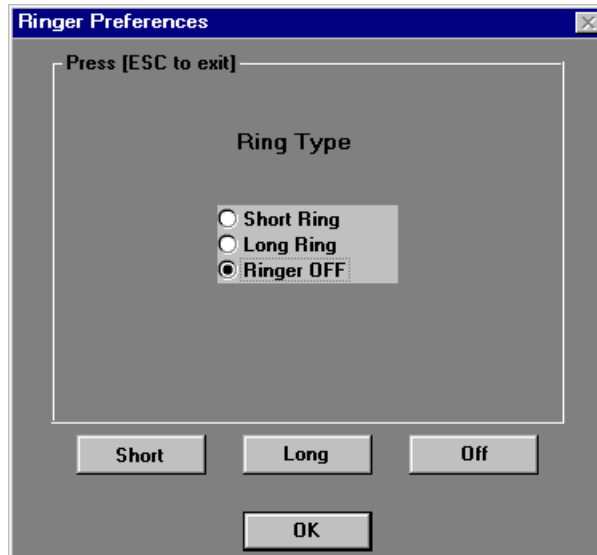 Ringer Preferences
Press [ESC to exit]
Ring Type
Short Ring
Long Ring
Ringer OFF
Short Long Off
OK